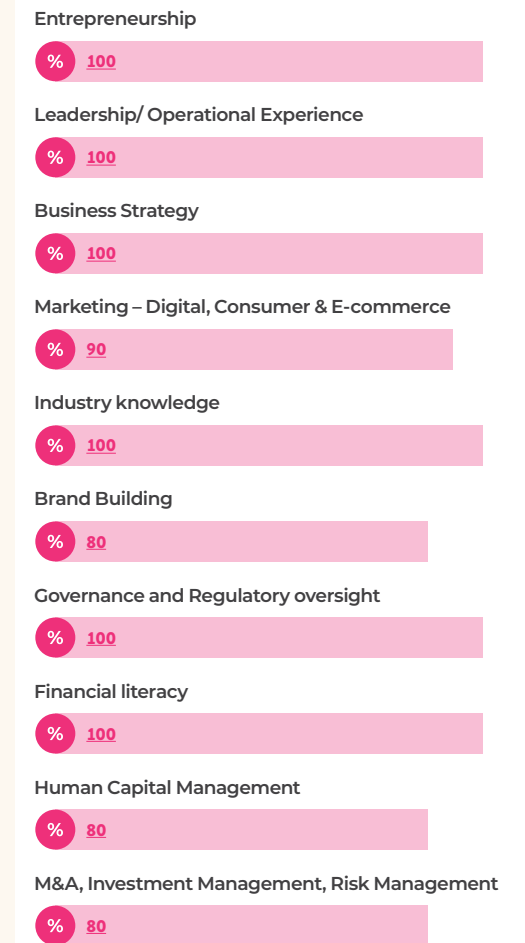 Entrepreneurship
% 100
Leadership/ Operational Experience
% 100
Business Strategy
% 100
Marketing – Digital, Consumer & E-commerce
% 90
Industry knowledge
% 100
Brand Building
% 80
Governance and Regulatory oversight
% 100
Financial literacy
% 100
Human Capital Management
% 80
M&A, Investment Management, Risk Management
% 80